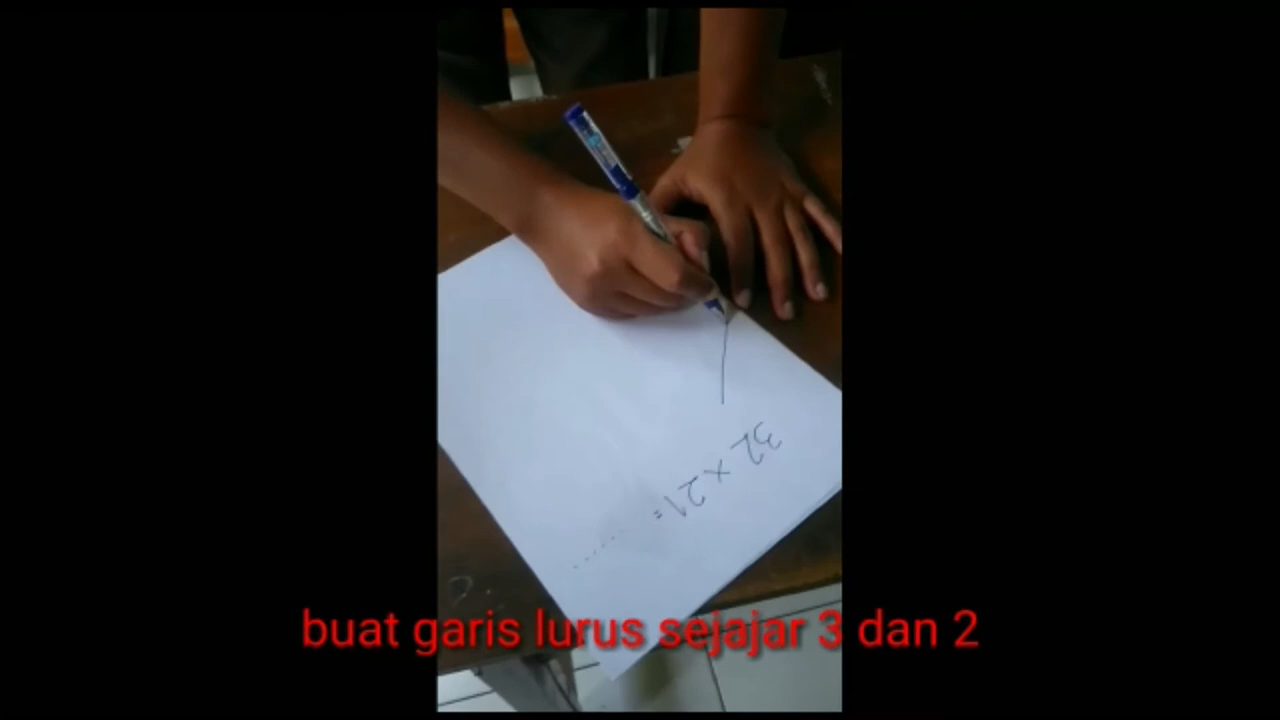 32 x 21 = ......
buat garis lurus sejajar 3 dan 2